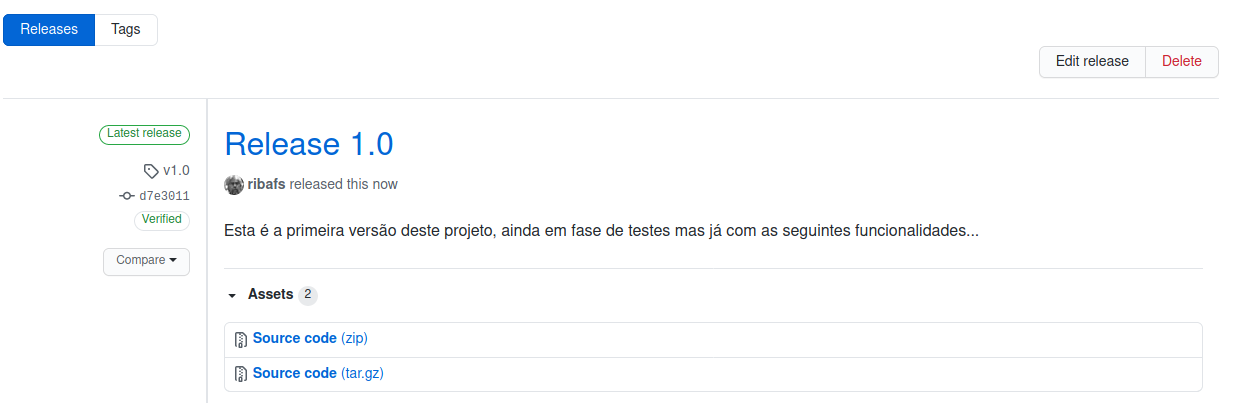 Releases Tags
Edit release Delete
Latest release
v1.0
d7e3011
Verified
Compare
Release 1.0
ribafs released this now
Esta é a primeira versão deste projeto, ainda em fase de testes mas já com as seguintes funcionalidades...
Assets 2
Source code (zip)
Source code (tar.gz)